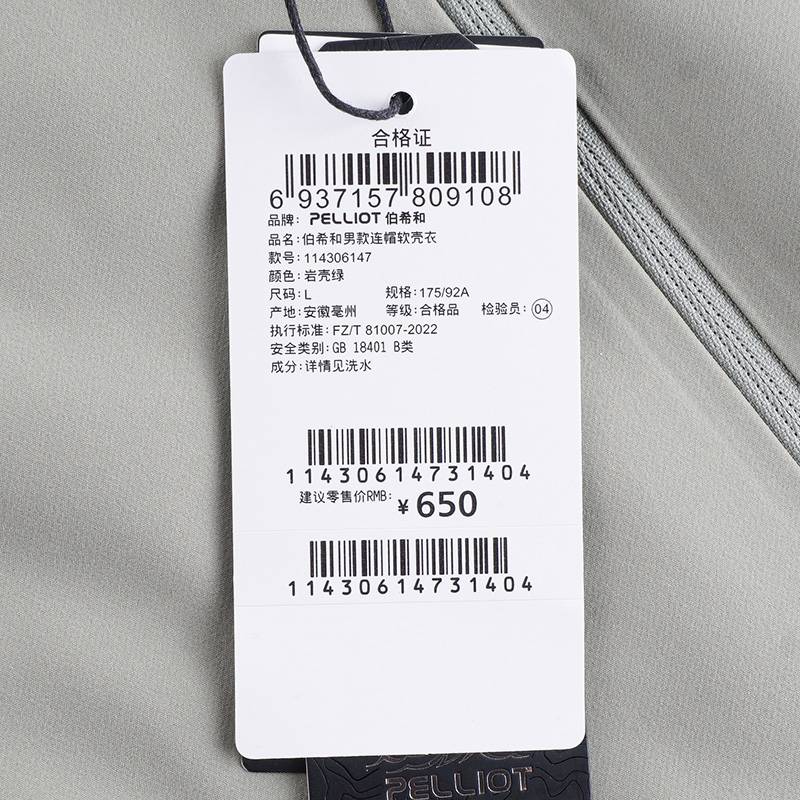 合格证
6 937157 809108
品牌: PELLIOT 伯希和
品名: 伯希和男款连帽软壳衣
款号: 114306147
颜色: 岩壳绿
尺码: L 规格: 175/92A
产地: 安徽亳州 等级: 合格品 检验员: 04
执行标准: FZ/T 81007-2022
安全类别: GB 18401 B类
成分: 详情见洗水
11430614731404
建议零售价RMB: ¥ 650
11430614731404
PELLIOT